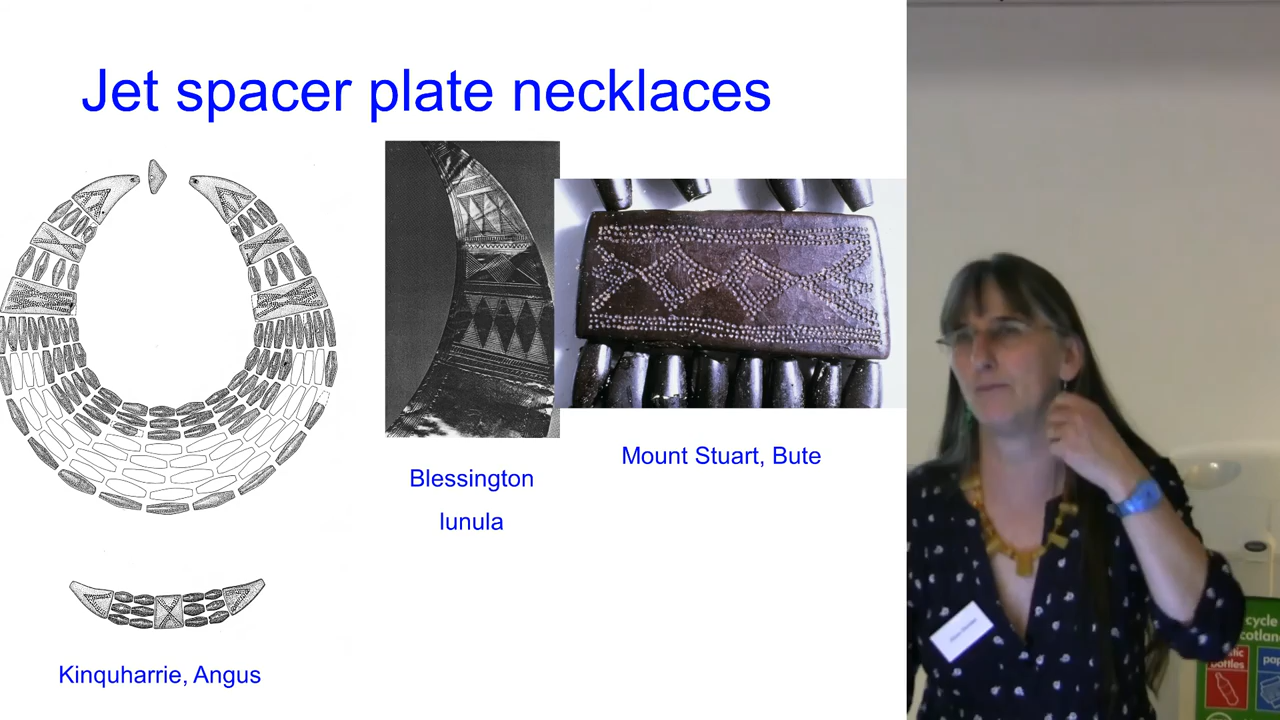 Jet spacer plate necklaces
Blessington
lunula
Mount Stuart, Bute
Kinquharrie, Angus